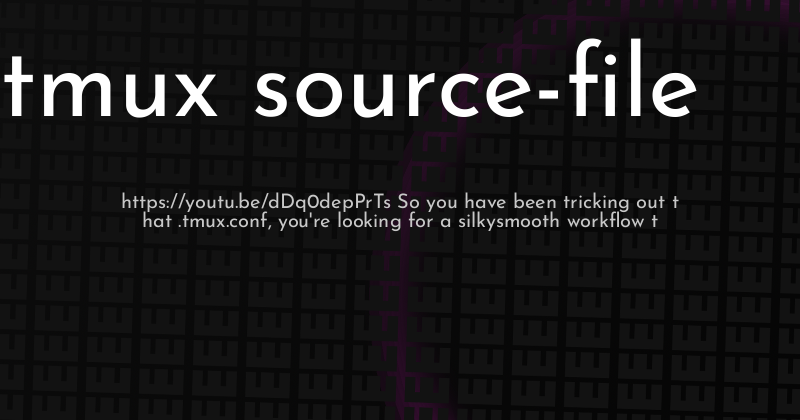 tmux source-file
https://youtu.be/dDq0depPrTs So you have been tricking out t
hat .tmux.conf, you're looking for a silkysmooth workflow t